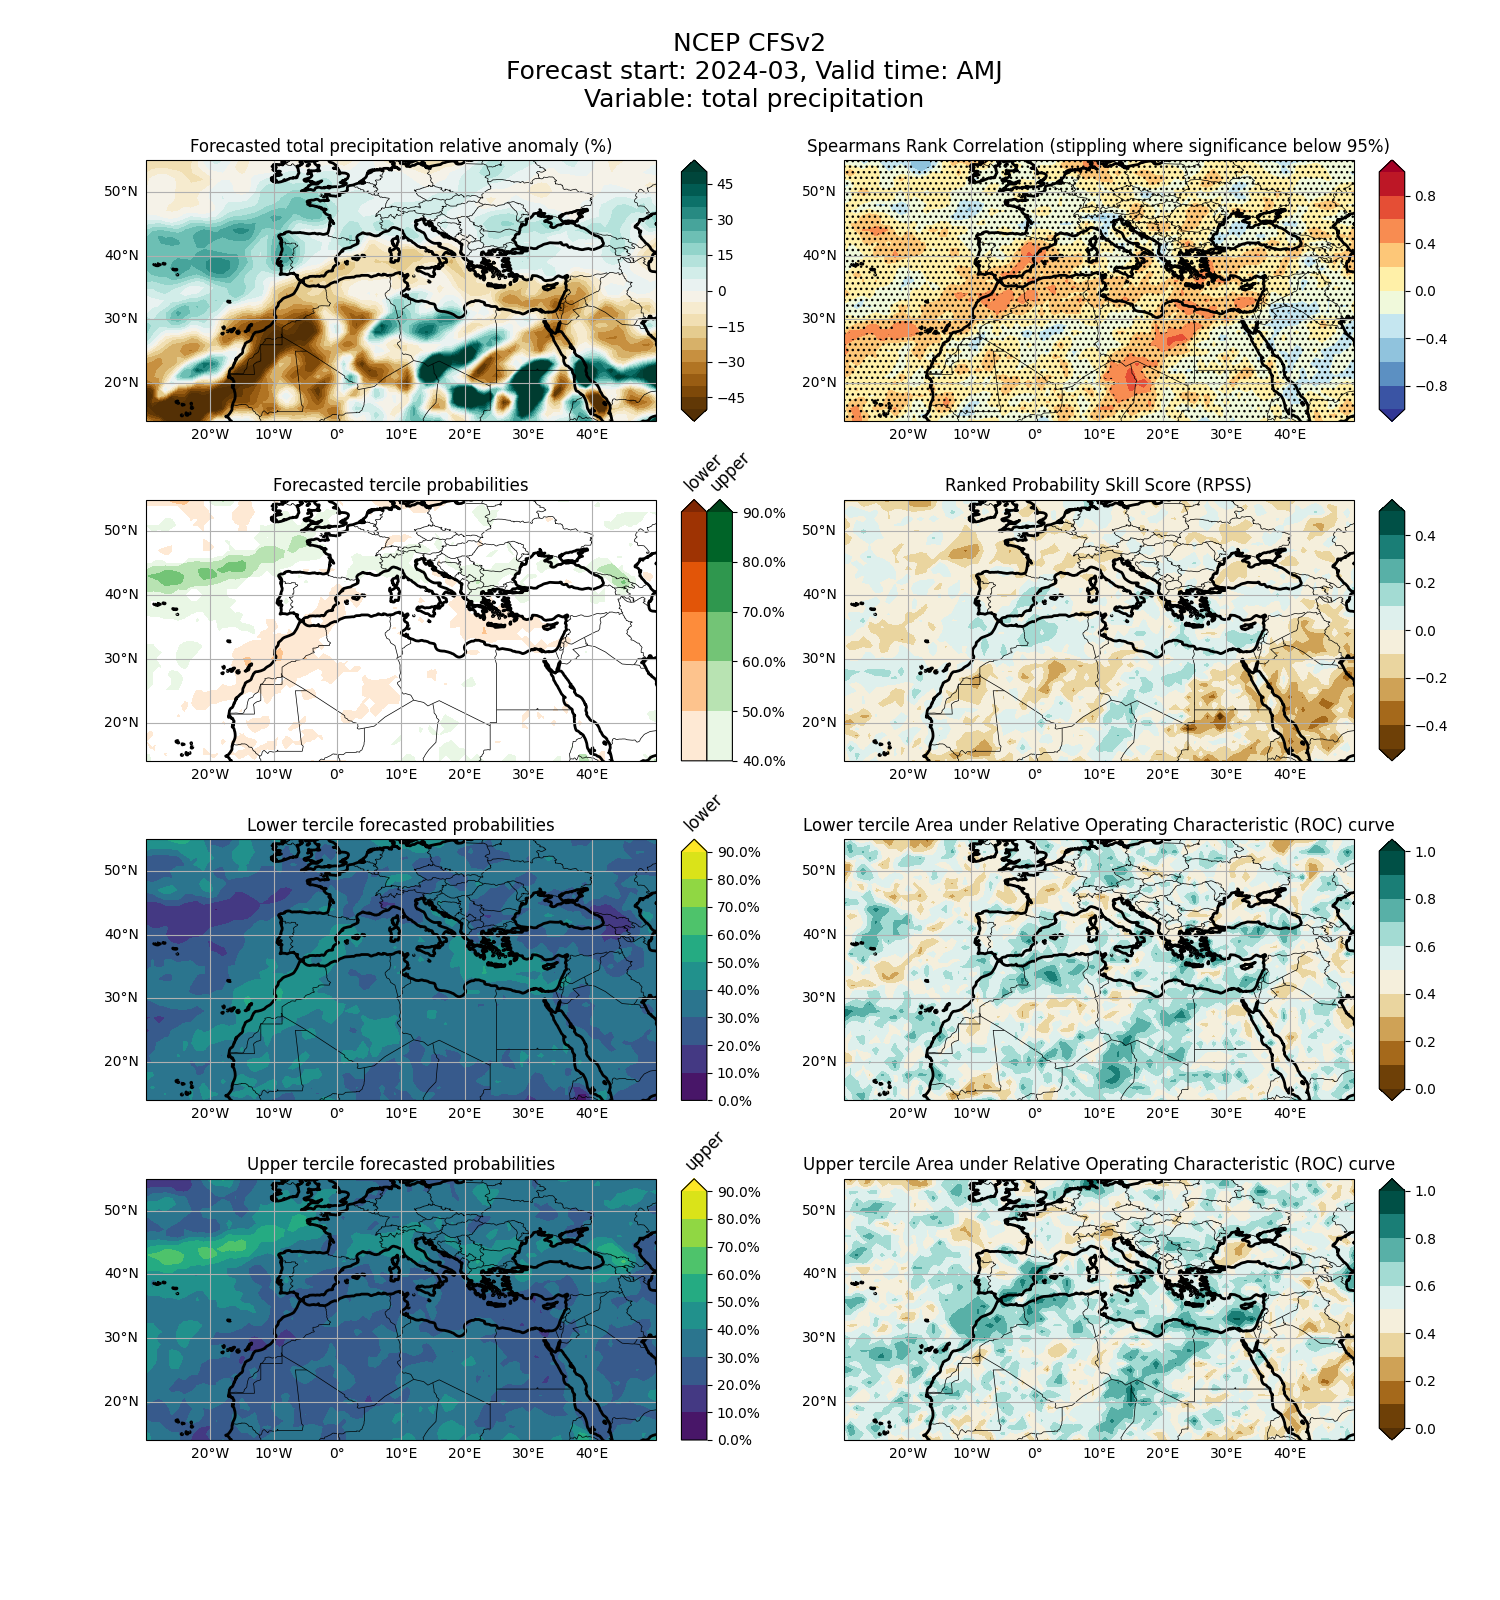 NCEP CFSv2
Forecast start: 2024-03, Valid time: AMJ
Variable: total precipitation
Forecasted total precipitation relative anomaly (%)
50°N
40°N
30°N
20°N
20°W 10°W 0° 10°E 20°E 30°E 40°E
45
30
15
0
−15
−30
−45
Spearmans Rank Correlation (stippling where significance below 95%)
50°N
40°N
30°N
20°N
20°W 10°W 0° 10°E 20°E 30°E 40°E
0.8
0.4
0.0
−0.4
−0.8
Forecasted tercile probabilities
50°N
40°N
30°N
20°N
20°W 10°W 0° 10°E 20°E 30°E 40°E
lower
upper
90.0%
80.0%
70.0%
60.0%
50.0%
40.0%
Ranked Probability Skill Score (RPSS)
50°N
40°N
30°N
20°N
20°W 10°W 0° 10°E 20°E 30°E 40°E
0.4
0.2
0.0
−0.2
−0.4
Lower tercile forecasted probabilities
50°N
40°N
30°N
20°N
20°W 10°W 0° 10°E 20°E 30°E 40°E
lower
90.0%
80.0%
70.0%
60.0%
50.0%
40.0%
30.0%
20.0%
10.0%
0.0%
Lower tercile Area under Relative Operating Characteristic (ROC) curve
50°N
40°N
30°N
20°N
20°W 10°W 0° 10°E 20°E 30°E 40°E
1.0
0.8
0.6
0.4
0.2
0.0
Upper tercile forecasted probabilities
50°N
40°N
30°N
20°N
20°W 10°W 0° 10°E 20°E 30°E 40°E
upper
90.0%
80.0%
70.0%
60.0%
50.0%
40.0%
30.0%
20.0%
10.0%
0.0%
Upper tercile Area under Relative Operating Characteristic (ROC) curve
50°N
40°N
30°N
20°N
20°W 10°W 0° 10°E 20°E 30°E 40°E
1.0
0.8
0.6
0.4
0.2
0.0